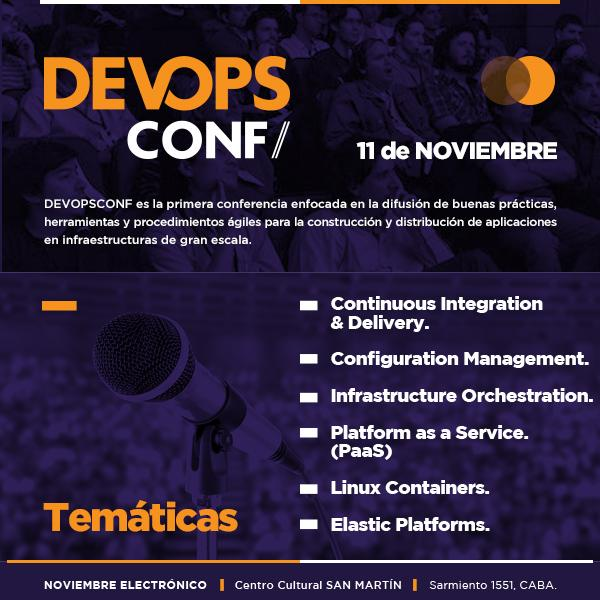 DEVOPS
CONF//
11 de NOVIEMBRE
DEVOPSCONF es la primera conferencia enfocada en la difusión de buenas prácticas,
herramientas y procedimientos ágiles para la construcción y distribución de aplicaciones
en infraestructuras de gran escala.
Continuous Integration
& Delivery.
Configuration Management.
Infrastructure Orchestration.
Platform as a Service.
(PaaS)
Linux Containers.
Elastic Platforms.
Temáticas
NOVIEMBRE ELECTRÓNICO | Centro Cultural SAN MARTÍN | Sarmiento 1551, CABA.